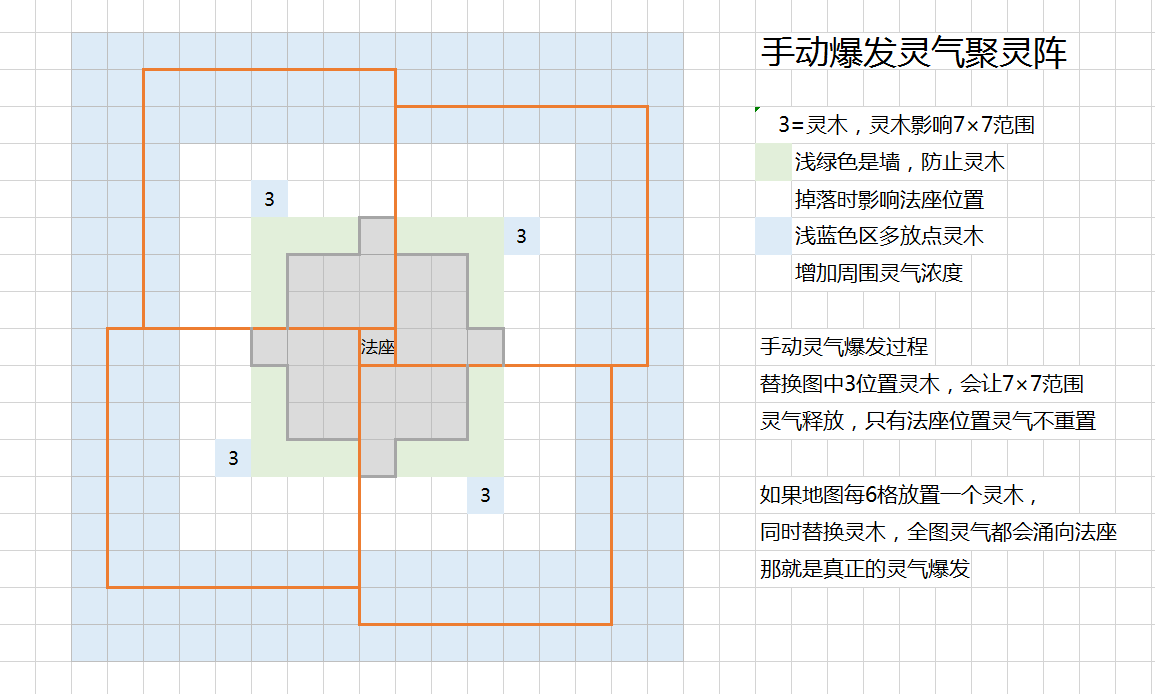 手动爆发灵气聚灵阵
3=灵木，灵木影响7×7范围
浅绿色是墙，防止灵木
掉落时影响法座位置
浅蓝色区多放点灵木
增加周围灵气浓度
手动灵气爆发过程
替换图中3位置灵木，会让7×7范围
灵气释放，只有法座位置灵气不重置
如果地图每6格放置一个灵木，
同时替换灵木，全图灵气都会涌向法座
那就是真正的灵气爆发
3
3
法座
3
3